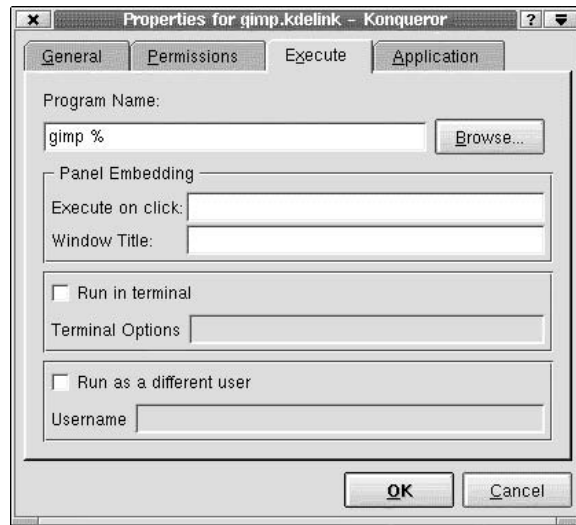 Properties for gimp.kdelink - Konqueror ?
General Permissions Execute Application
Program Name:
gimp % Browse...
Panel Embedding
Execute on click:
Window Title:
Run in terminal
Terminal Options
Run as a different user
Username
OK Cancel